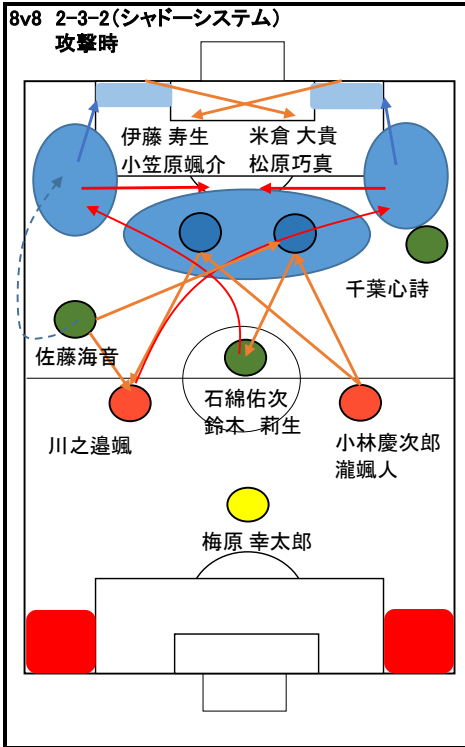 8v8 2-3-2(シャドーシステム)
攻撃時
伊藤 寿生
小笠原颯介
米倉 大貴
松原巧真
千葉心詩
佐藤海音
石綿佑次
鈴木 莉生
川之邉颯
小林慶次郎
瀧颯人
梅原 幸太郎